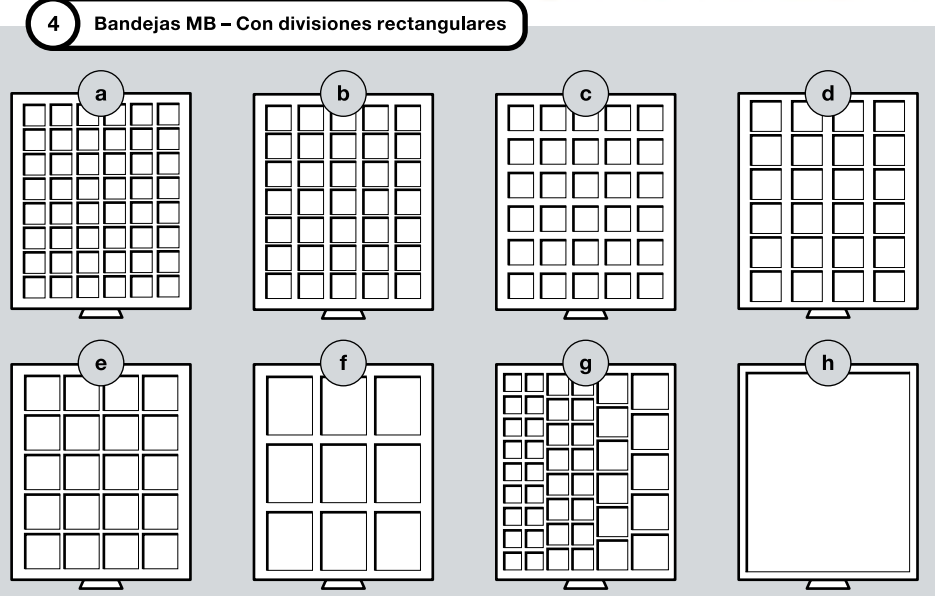 4 Bandejas MB – Con divisiones rectangulares
a b c d
e f g h